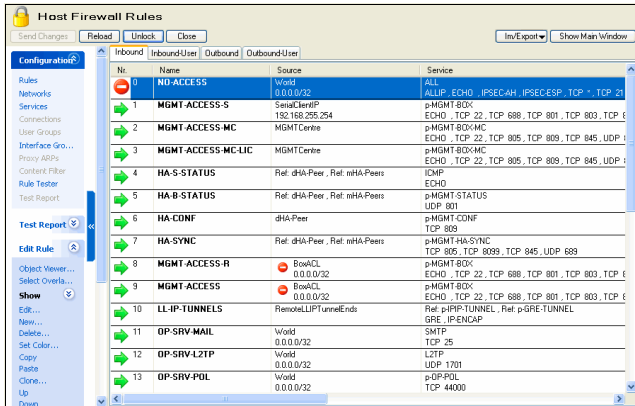 Host Firewall Rules
Send Changes Reload Unlock Close Im/Export Show Main Window
Configuration
Rules
Networks
Services
Connections
User Groups
Interface Gro...
Proxy ARPs
Content Filter
Rule Tester
Test Report
Test Report
Edit Rule
Object Viewer...
Select Overla...
Show
Edit...
New...
Delete...
Set Color...
Copy
Paste
Clone...
Up
Down
Inbound Inbound-User Outbound Outbound-User
Nr. Name Source Service
0 NO-ACCESS World ALL
0.0.0.0/32 ALLIP , ECHO , IPSEC-AH , IPSEC-ESP , TCP *, TCP 21
1 MGMT-ACCESS-S SerialClientIP p-MGMT-BOX
192.168.255.254 ECHO , TCP 22 , TCP 688 , TCP 801 , TCP 803 , TCP
2 MGMT-ACCESS-MC MGMTCentre p-MGMT-BOX-MC
ECHO , TCP 22 , TCP 805 , TCP 809 , TCP 845 , UDP
3 MGMT-ACCESS-MC-LIC MGMTCentre p-MGMT-BOX-MC
ECHO , TCP 22 , TCP 805 , TCP 809 , TCP 845 , UDP
4 HA-S-STATUS Ref: dHA-Peer , Ref: mHA-Peers ICMP
ECHO
5 HA-B-STATUS Ref: dHA-Peer , Ref: mHA-Peers p-MGMT-STATUS
UDP 801
6 HA-CONF dHA-Peer p-MGMT-CONF
TCP 809
7 HA-SYNC Ref: dHA-Peer , Ref: mHA-Peers p-MGMT-HA-SYNC
TCP 805 , TCP 8099 , TCP 845 , UDP 689
8 MGMT-ACCESS-R BoxACL p-MGMT-BOX
0.0.0.0/32 ECHO , TCP 22 , TCP 688 , TCP 801 , TCP 803 , TCP
9 MGMT-ACCESS BoxACL p-MGMT-BOX
0.0.0.0/32 ECHO , TCP 22 , TCP 688 , TCP 801 , TCP 803 , TCP
10 LL-IP-TUNNELS RemoteLLIPTunnelEnds Ref: p-IPIP-TUNNEL , Ref: p-GRE-TUNNEL
GRE , IP-ENCAP
11 OP-SRV-MAIL World SMTP
0.0.0.0/32 TCP 25
12 OP-SRV-L2TP World L2TP
0.0.0.0/32 UDP 1701
13 OP-SRV-POL World p-OP-POL
0.0.0.0/32 TCP 44000